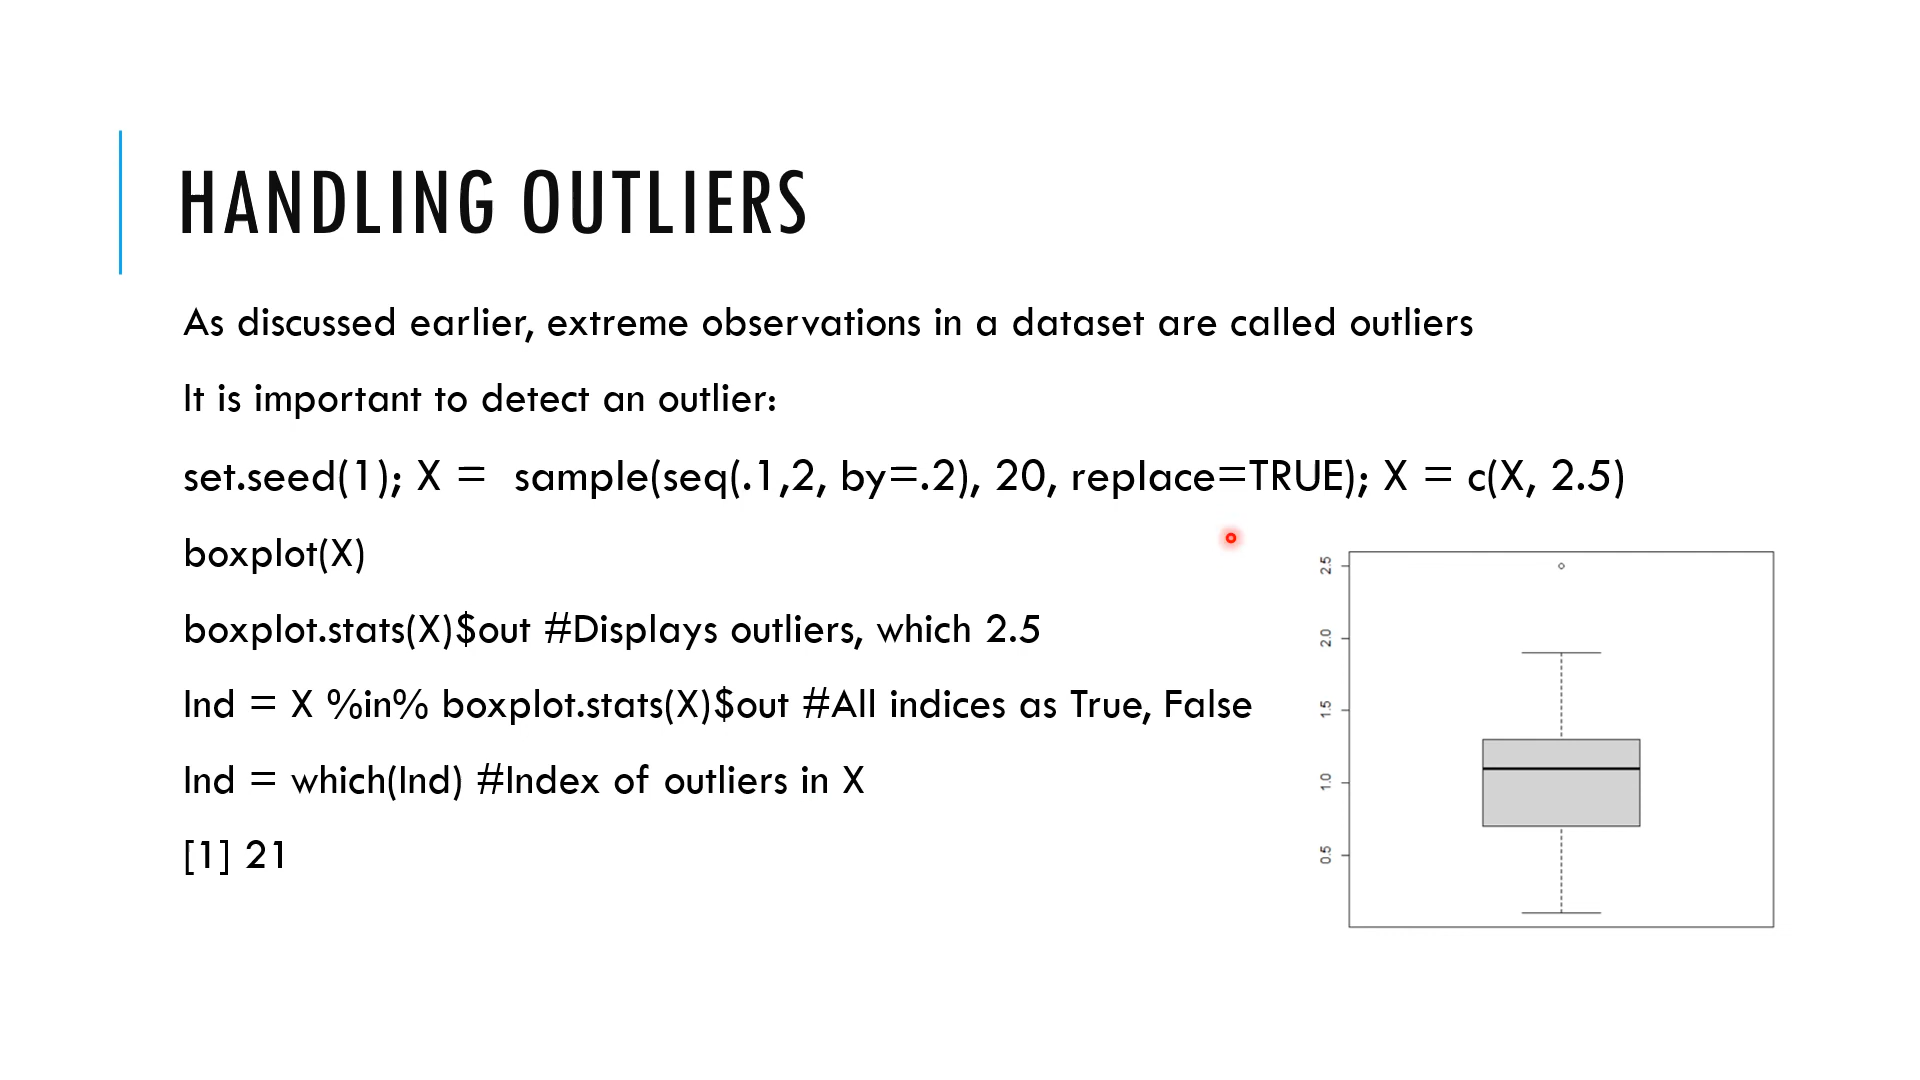 HANDLING OUTLIERS
As discussed earlier, extreme observations in a dataset are called outliers
It is important to detect an outlier:
set.seed(1); X =  sample(seq(.1,2, by=.2), 20, replace=TRUE); X = c(X, 2.5)
boxplot(X)
boxplot.stats(X)$out #Displays outliers, which 2.5
Ind = X %in% boxplot.stats(X)$out #All indices as True, False
Ind = which(Ind) #Index of outliers in X
[1] 21
2.5
2.0
1.5
1.0
0.5